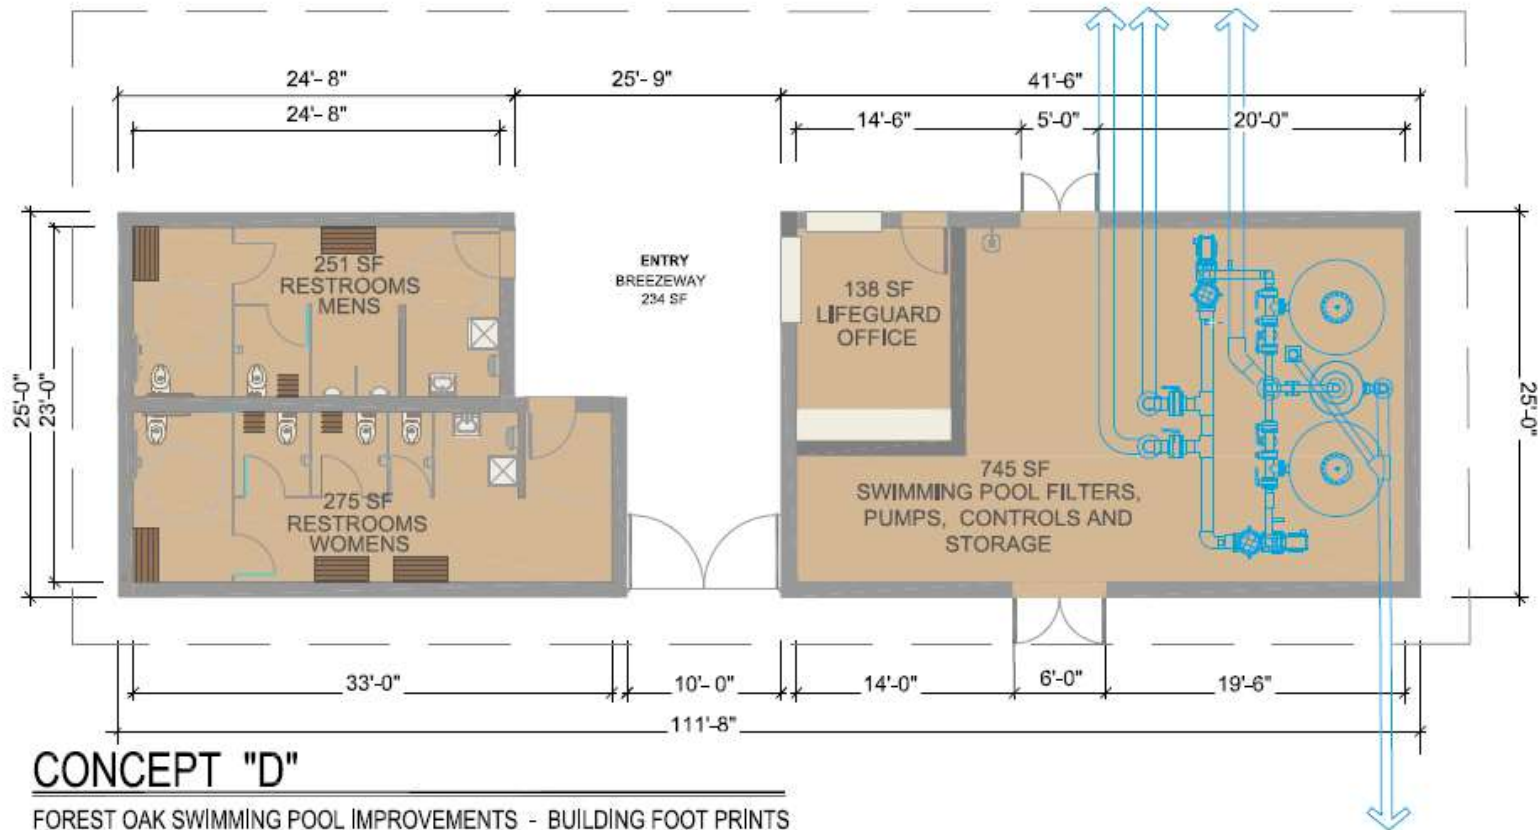 24'- 8"
25'- 9"
41'-6"
24'- 8"
14'-6"
5'-0"
20'-0"
251 SF
RESTROOMS
MENS
ENTRY
BREEZEWAY
234 SF
138 SF
LIFEGUARD
OFFICE
25'-0"
23'-0"
25'-0"
275 SF
RESTROOMS
WOMENS
745 SF
SWIMMING POOL FILTERS,
PUMPS, CONTROLS AND
STORAGE
33'-0"
10'- 0"
14'-0"
6'-0"
19'-6"
111'-8"
CONCEPT "D"
FOREST OAK SWIMMING POOL IMPROVEMENTS - BUILDING FOOT PRINTS